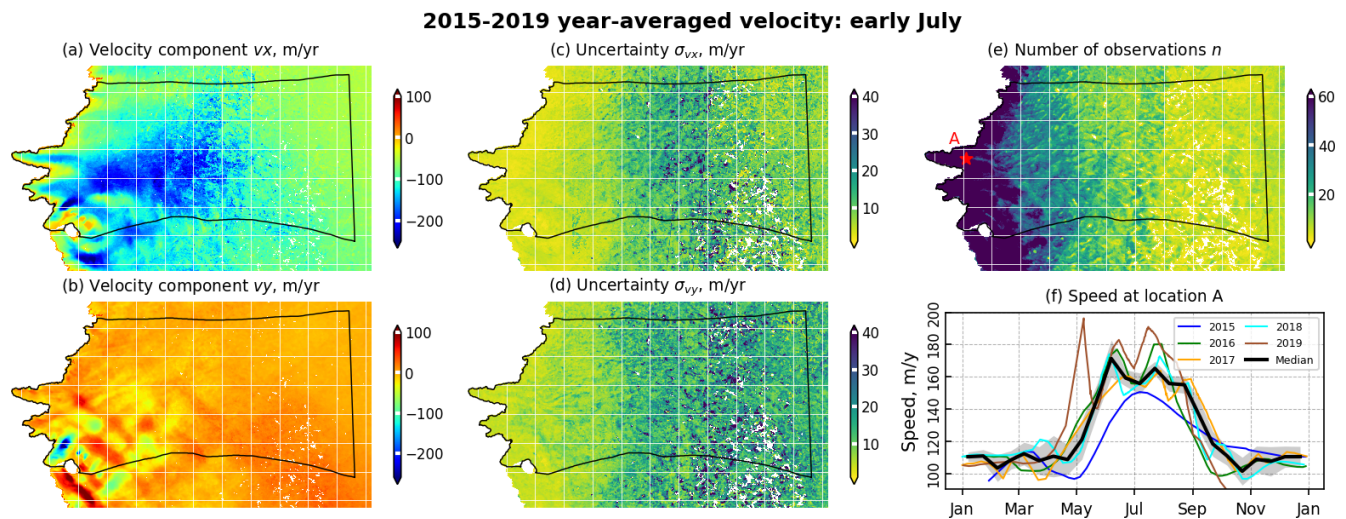 2015-2019 year-averaged velocity: early July
(a) Velocity component vx, m/yr
(c) Uncertainty σvx, m/yr
(e) Number of observations n
100
0
−100
−200
40
30
20
10
60
40
20
A
(b) Velocity component vy, m/yr
(d) Uncertainty σvy, m/yr
(f) Speed at location A
100
0
−100
−200
40
30
20
10
Speed, m/y
200
180
160
140
120
100
2015
2016
2017
2018
2019
Median
Jan Mar May Jul Sep Nov Jan